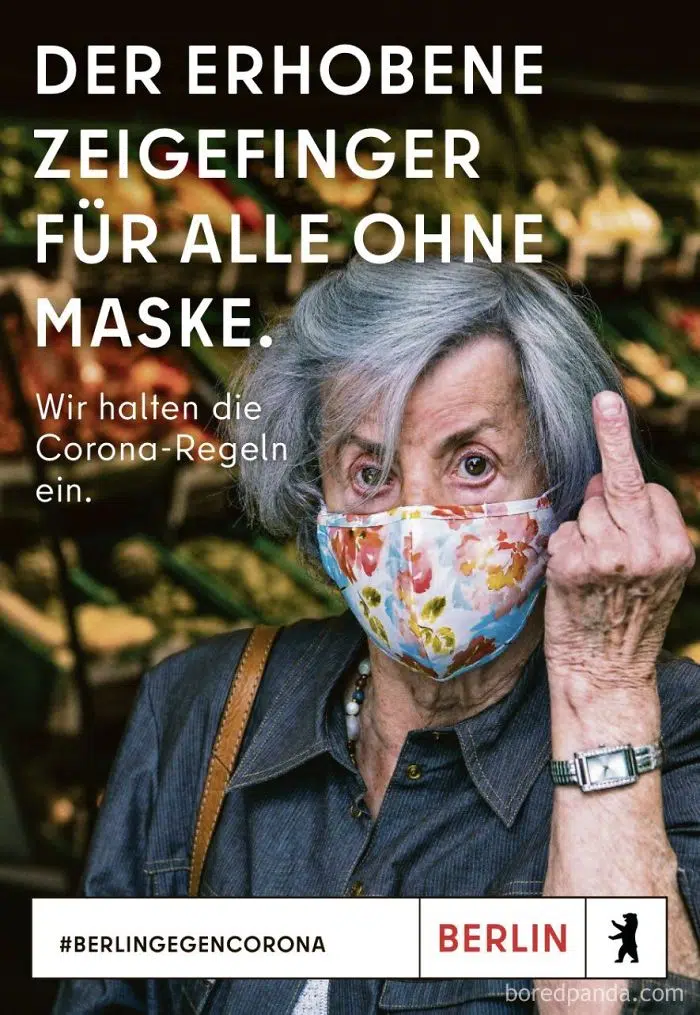 DER ERHOBENE
ZEIGEFINGER
FÜR ALLE OHNE
MASKE.
Wir halten die
Corona-Regeln
ein.
#BERLINGEGENCORONA
BERLIN
boredpanda.com